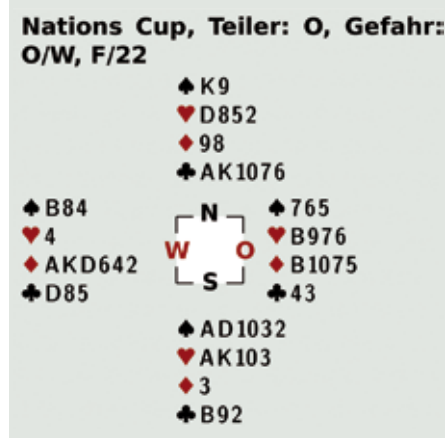 Nations Cup, Teiler: O, Gefahr:
O/W, F/22
♠K9
♥D852
♦98
♣AK1076
♠B84
♥4
♦AKD642
♣D85
N
W O
S
♠765
♥B976
♦B1075
♣43
♠AD1032
♥AK103
♦3
♣B92